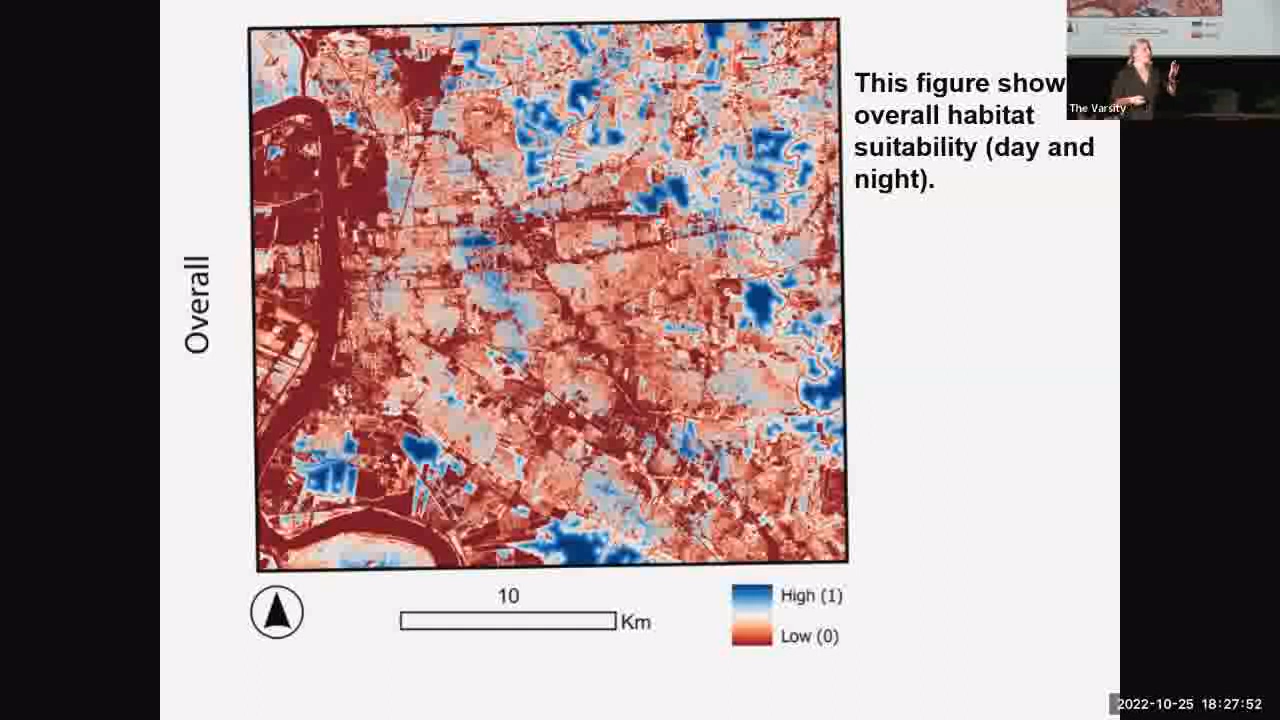 This figure show
overall habitat
suitability (day and
night).
The Varsity
Overall
10
Km
High (1)
Low (0)
2022-10-25 18:27:52